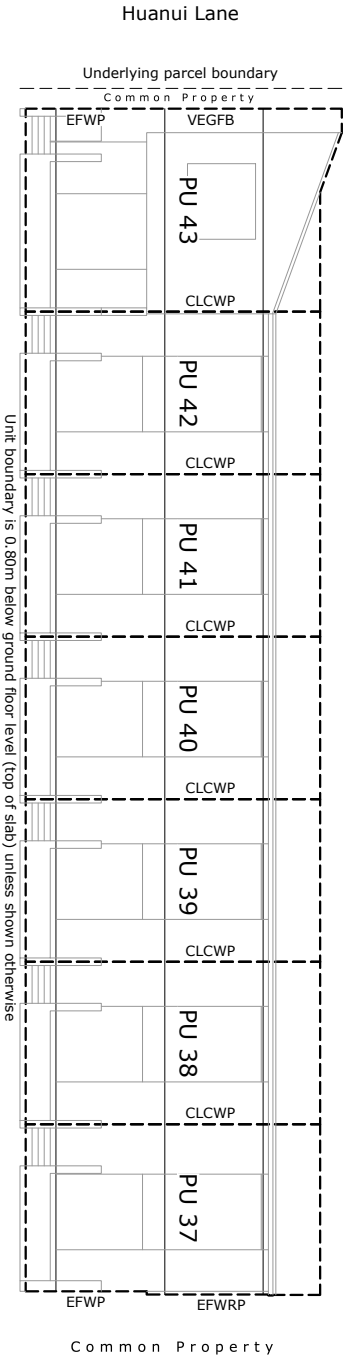 Huanui Lane
Underlying parcel boundary
Common Property
EFWP
VEGFB
PU 43
CLCWP
PU 42
CLCWP
PU 41
CLCWP
PU 40
CLCWP
PU 39
CLCWP
PU 38
CLCWP
PU 37
EFWP
EFWRP
Unit boundary is 0.80m below ground floor level (top of slab) unless shown otherwise
Common Property